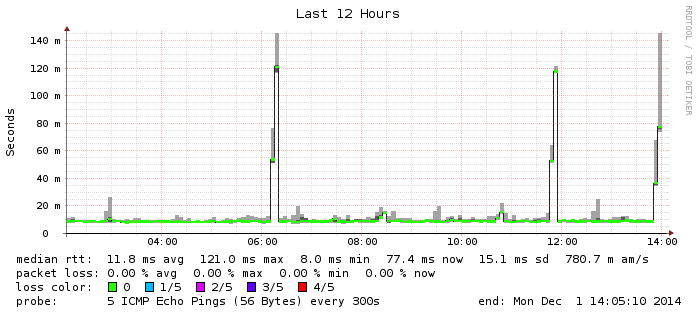 Last 12 Hours
RRDTOOL / TOBI OETIKER
Seconds
140 m
120 m
100 m
80 m
60 m
40 m
20 m
0
04:00 06:00 08:00 10:00 12:00 14:00
median rtt: 11.8 ms avg 121.0 ms max 8.0 ms min 77.4 ms now 15.1 ms sd 780.7 m am/s
packet loss: 0.00 % avg 0.00 % max 0.00 % min 0.00 % now
loss color: 0 1/5 2/5 3/5 4/5
probe: 5 ICMP Echo Pings (56 Bytes) every 300s end: Mon Dec 1 14:05:10 2014